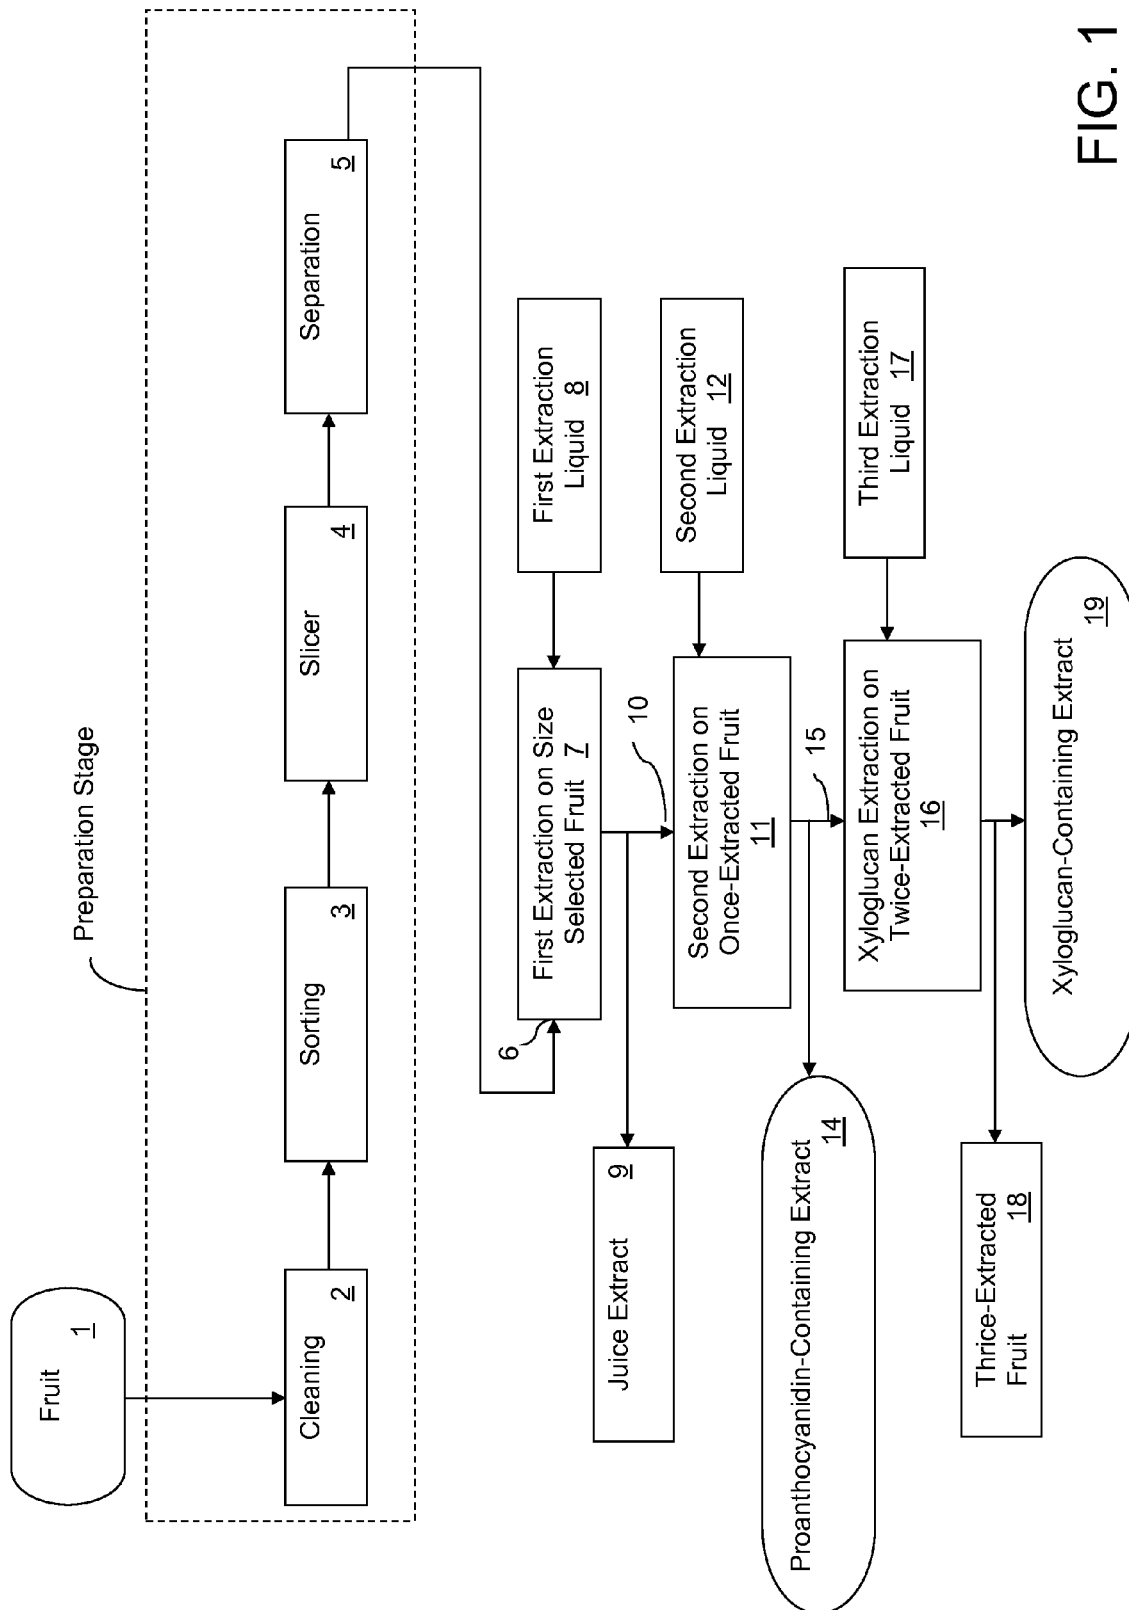 Fruit
1
Preparation Stage
Cleaning
2
Sorting
3
Slicer
4
Separation
5
6
First Extraction on Size
Selected Fruit 7
First Extraction
Liquid 8
Juice Extract
9
10
Second Extraction on
Once-Extracted Fruit
11
Second Extraction
Liquid 12
Proanthocyanidin-Containing Extract
14
15
Xyloglucan Extraction on
Twice-Extracted Fruit
16
Third Extraction
Liquid 17
Thrice-Extracted
Fruit 18
Xyloglucan-Containing Extract
19
FIG. 1